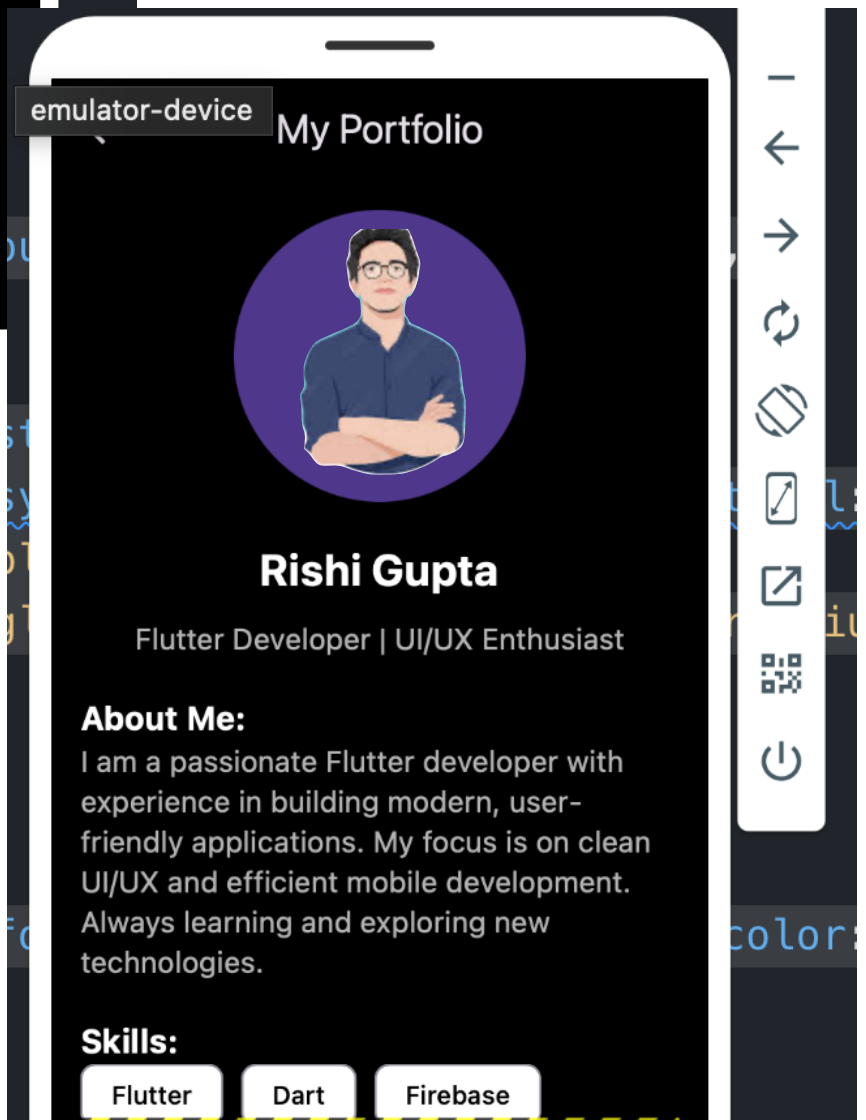 emulator-device
My Portfolio
Rishi Gupta
Flutter Developer | UI/UX Enthusiast
About Me:
I am a passionate Flutter developer with
experience in building modern, user-
friendly applications. My focus is on clean
UI/UX and efficient mobile development.
Always learning and exploring new
technologies.
Skills:
Flutter
Dart
Firebase
color: